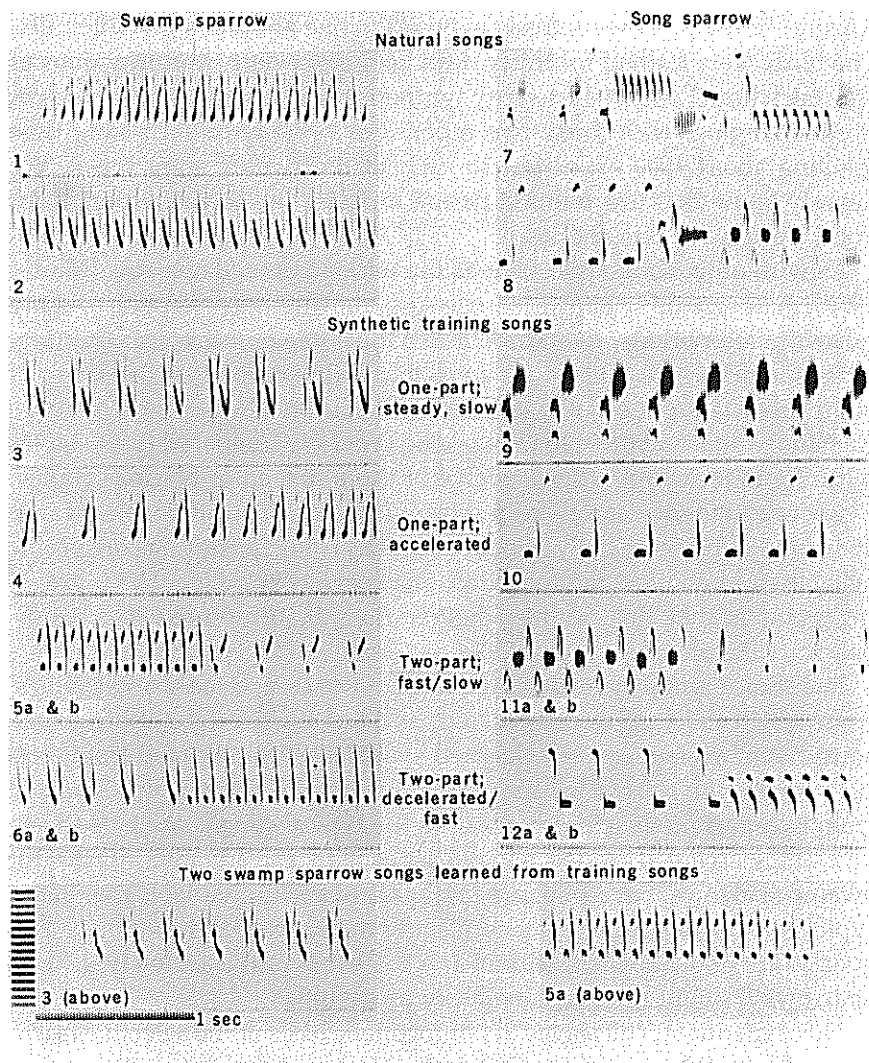 Swamp sparrow Song sparrow
Natural songs
1 7
2 8
Synthetic training songs
One-part;
steady, slow
3 9
One-part;
accelerated
4 10
Two-part;
fast/slow
5a & b 11a & b
Two-part;
decelerated/
fast
6a & b 12a & b
Two swamp sparrow songs learned from training songs
3 (above) 5a (above)
1 sec